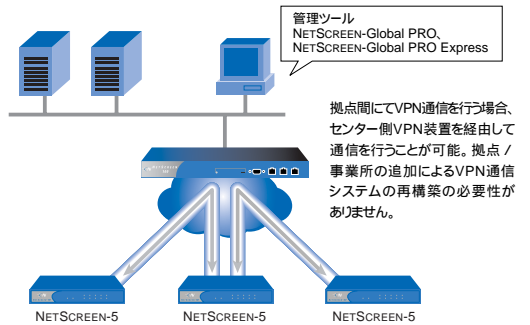 管理ツール
NETSCREEN-Global PRO、
NETSCREEN-Global PRO Express
拠点間にてVPN通信を行う場合、
センター側VPN装置を経由して
通信を行うことが可能。拠点／
事業所の追加によるVPN通信
システムの再構築の必要性が
ありません。
NETSCREEN-5
NETSCREEN-5
NETSCREEN-5